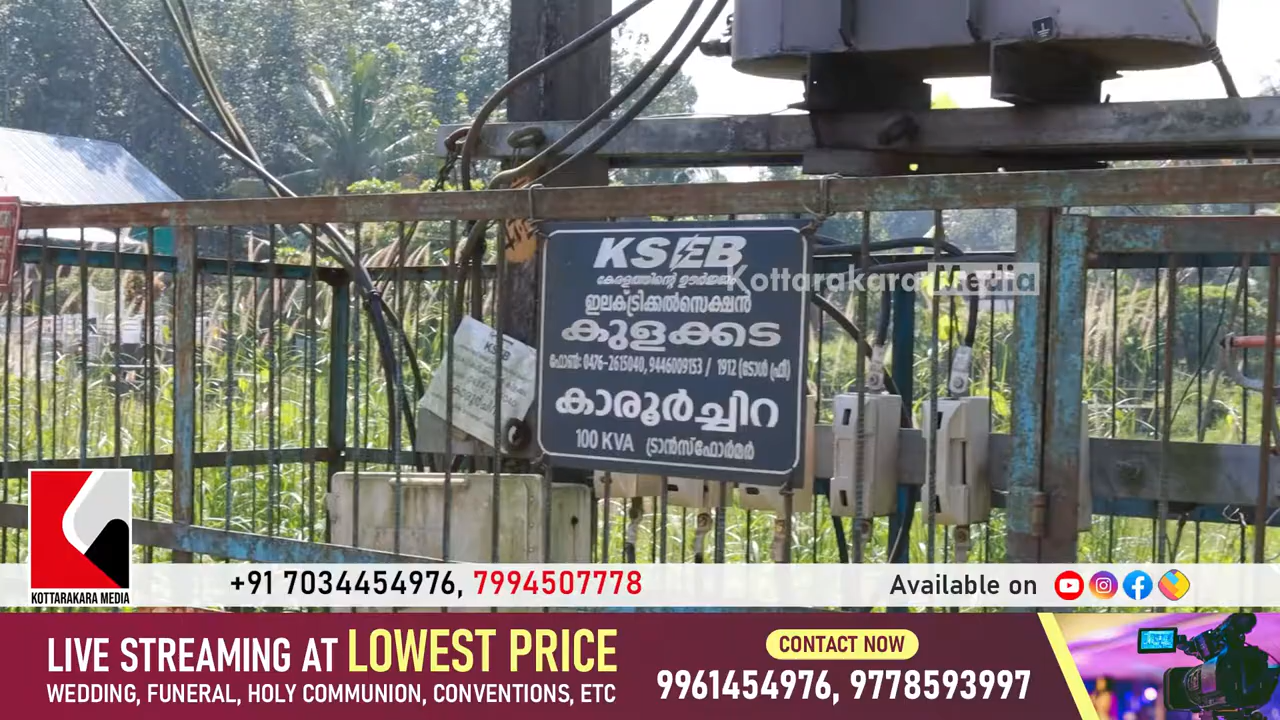 KSEB
കേരളത്തിന്റെ ഊർജ്ജം
ഇലക്ട്രിക്കൽസെക്ഷൻ
കുളക്കട
ഫോൺ: 0476-2615040, 9446009153 / 1912 (ടോൾ ഫ്രീ)
കാരൂർച്ചിറ
100 KVA ട്രാൻസ്ഫോർമർ
Kottarakara Media
KSEB
KOTTARAKARA MEDIA
+91 7034454976, 7994507778
Available on
LIVE STREAMING AT LOWEST PRICE
WEDDING, FUNERAL, HOLY COMMUNION, CONVENTIONS, ETC
CONTACT NOW
9961454976, 9778593997